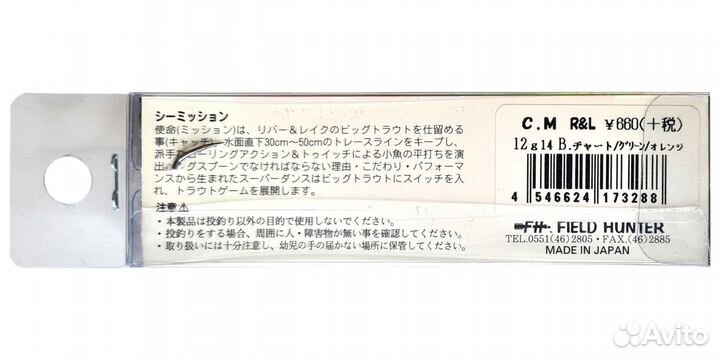 シーミッション
使命(ミッション)は、リバー&レイクのビッグトラウトを仕留める
事(キャッチ) 水面直下30cm〜50cmのトレースラインをキープし、
派手な ーリングアクション&トゥイッチによる小魚の平打ちを演
出 グスプーンでなければならない理由・こだわり・パフォーマ
ンスから生まれたスーパーダンスはビッグトラウトにスイッチを入
れ、トラウトゲームを展開します。
注意⚠
・本製品は投釣り以外の目的で使用しないでください。
・投釣りをする場合、周囲に人・障害物が無い事を確認してください。
・取り扱いには十分注意し、幼児の手の届かない場所に保管してください。
C.M R&L ¥660(+税)
12g14 B.チャート/グリーン/オレンジ
4 546624 173288
FH. FIELD HUNTER
TEL.0551(46)2805・FAX.(46)2885
MADE IN JAPAN
Avito